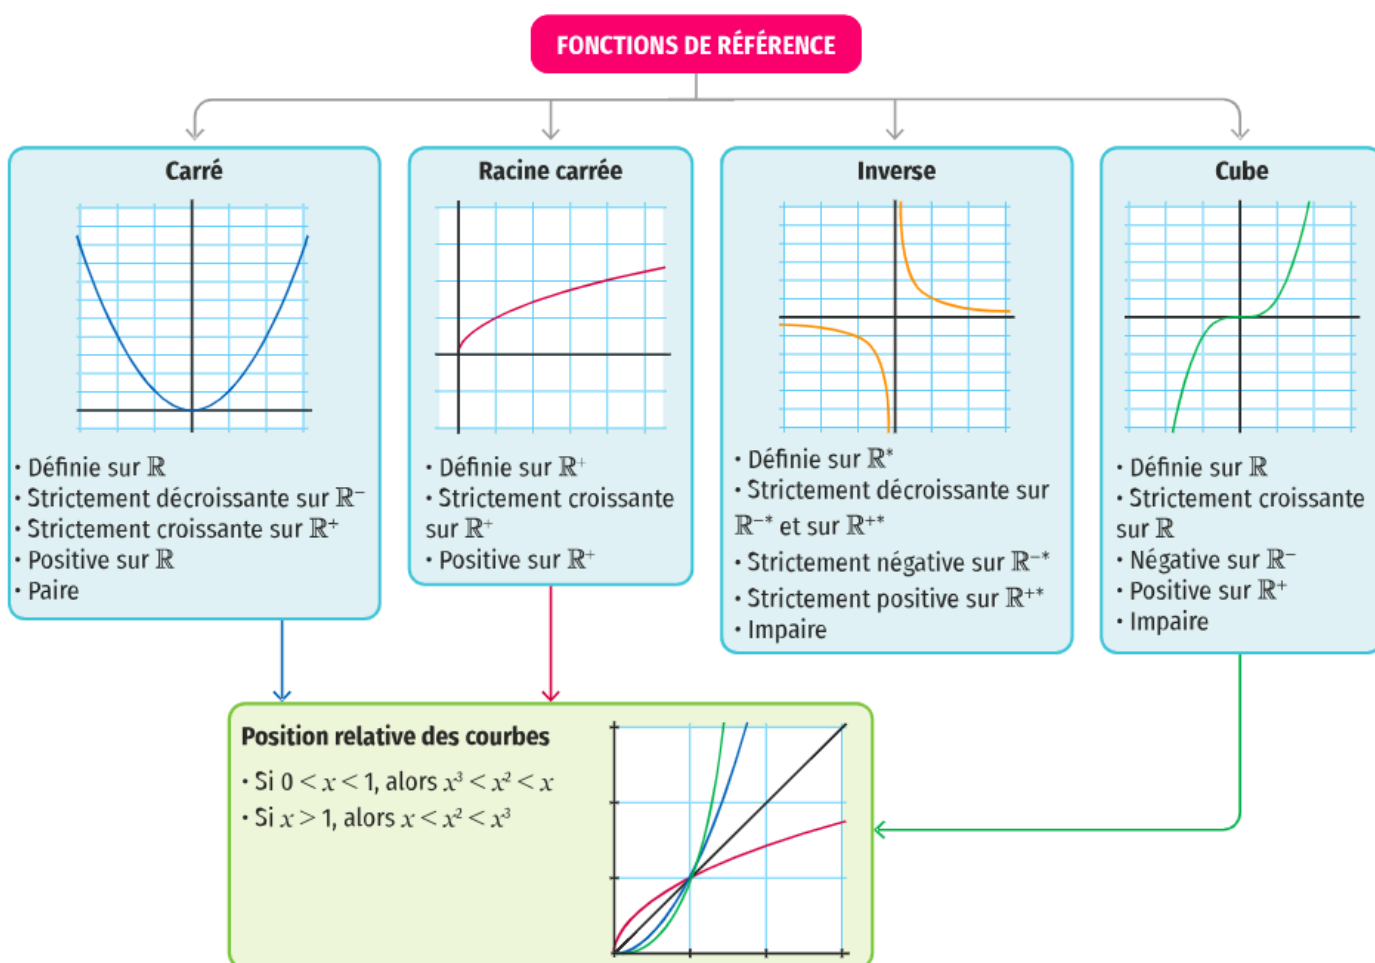 FONCTIONS DE RÉFÉRENCE
Carré
• Définie sur ℝ
• Strictement décroissante sur ℝ⁻
• Strictement croissante sur ℝ⁺
• Positive sur ℝ
• Paire
Racine carrée
• Définie sur ℝ⁺
• Strictement croissante
sur ℝ⁺
• Positive sur ℝ⁺
Inverse
• Définie sur ℝ*
• Strictement décroissante sur
ℝ⁻* et sur ℝ⁺*
• Strictement négative sur ℝ⁻*
• Strictement positive sur ℝ⁺*
• Impaire
Cube
• Définie sur ℝ
• Strictement croissante
sur ℝ
• Négative sur ℝ⁻
• Positive sur ℝ⁺
• Impaire
Position relative des courbes
• Si 0 < x < 1, alors x³ < x² < x
• Si x > 1, alors x < x² < x³